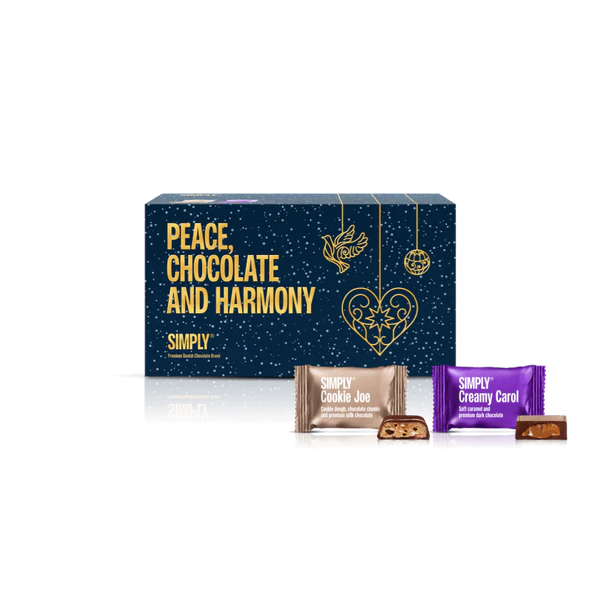 SIMPLY®
PEACE,
CHOCOLATE
AND HARMONY
SIMPLY®
Premium Danish Chocolate Brand
SIMPLY®
Cookie Joe
Cookie dough, chocolate chunks
and premium milk chocolate
SIMPLY®
Creamy Carol
Soft caramel and
premium dark chocolate